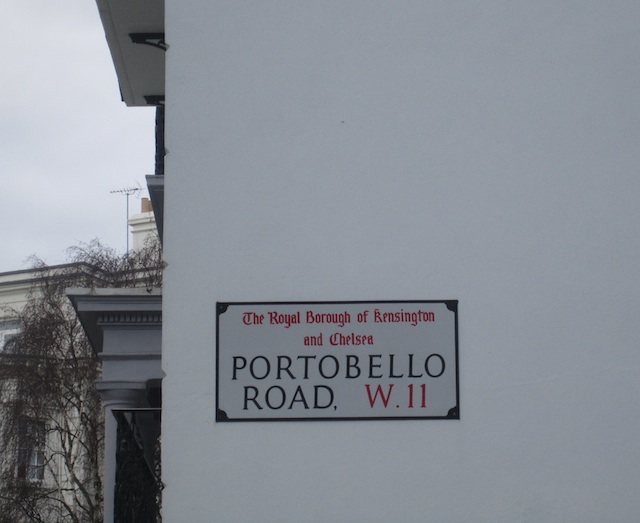 The Royal Borough of Kensington
and Chelsea
PORTOBELLO
ROAD, W.11